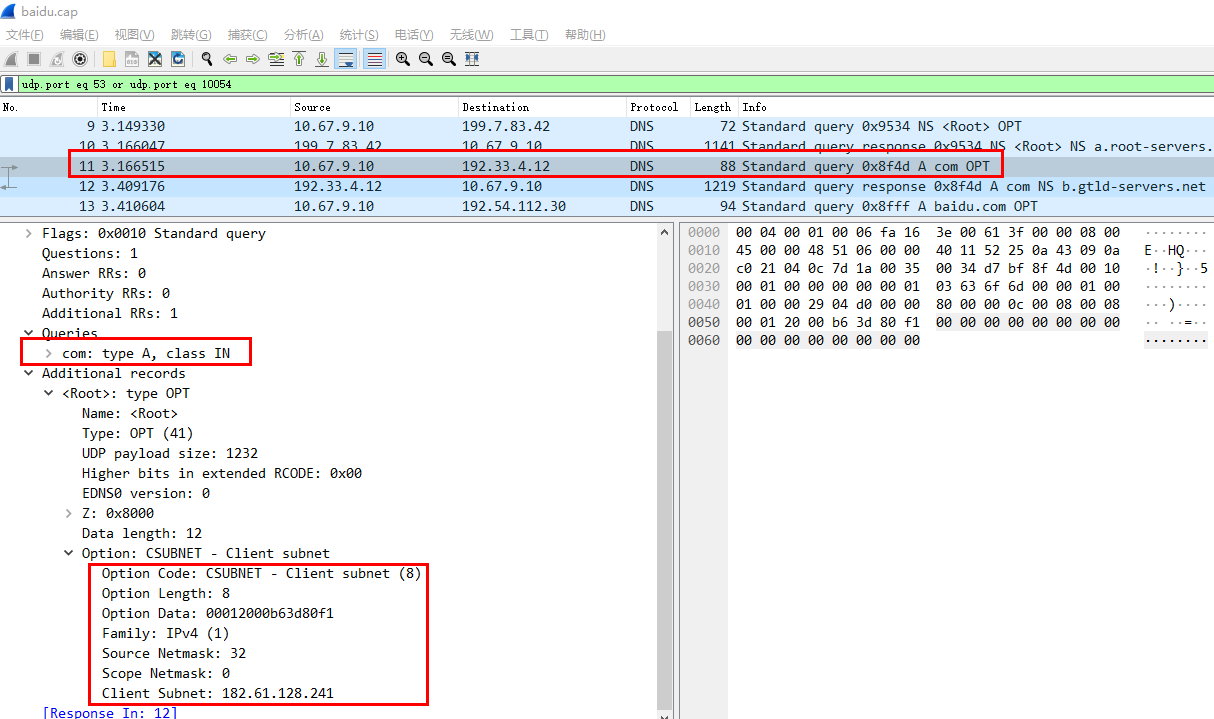 baidu.cap
文件(F) 编辑(E) 视图(V) 跳转(G) 捕获(C) 分析(A) 统计(S) 电话(Y) 无线(W) 工具(T) 帮助(H)
udp.port eq 53 or udp.port eq 10054
No. Time Source Destination Protocol Length Info
9 3.149330 10.67.9.10 199.7.83.42 DNS 72 Standard query 0x9534 NS <Root> OPT
10 3.166047 199.7.83.42 10.67.9.10 DNS 1141 Standard query response 0x9534 NS <Root> NS a.root-servers.
11 3.166515 10.67.9.10 192.33.4.12 DNS 88 Standard query 0x8f4d A com OPT
12 3.409176 192.33.4.12 10.67.9.10 DNS 1219 Standard query response 0x8f4d A com NS b.gtld-servers.net
13 3.410604 10.67.9.10 192.54.112.30 DNS 94 Standard query 0x8fff A baidu.com OPT
Flags: 0x0010 Standard query
Questions: 1
Answer RRs: 0
Authority RRs: 0
Additional RRs: 1
Queries
com: type A, class IN
Additional records
<Root>: type OPT
Name: <Root>
Type: OPT (41)
UDP payload size: 1232
Higher bits in extended RCODE: 0x00
EDNS0 version: 0
Z: 0x8000
Data length: 12
Option: CSUBNET - Client subnet
Option Code: CSUBNET - Client subnet (8)
Option Length: 8
Option Data: 00012000b63d80f1
Family: IPv4 (1)
Source Netmask: 32
Scope Netmask: 0
Client Subnet: 182.61.128.241
[Response In: 12]
0000 00 04 00 01 00 06 fa 16 3e 00 61 3f 00 00 08 00 ········
0010 45 00 00 48 51 06 00 00 40 11 52 25 0a 43 09 0a E··HQ···
0020 c0 21 04 0c 7d 1a 00 35 00 34 d7 bf 8f 4d 00 10 ·!··}··5
0030 00 01 00 00 00 00 00 01 03 63 6f 6d 00 00 01 00 ········
0040 01 00 00 29 04 d0 00 00 80 00 00 0c 00 08 00 08 ···)····
0050 00 01 20 00 b6 3d 80 f1 00 00 00 00 00 00 00 00 ·· ··=··
0060 00 00 00 00 00 00 00 00 ········